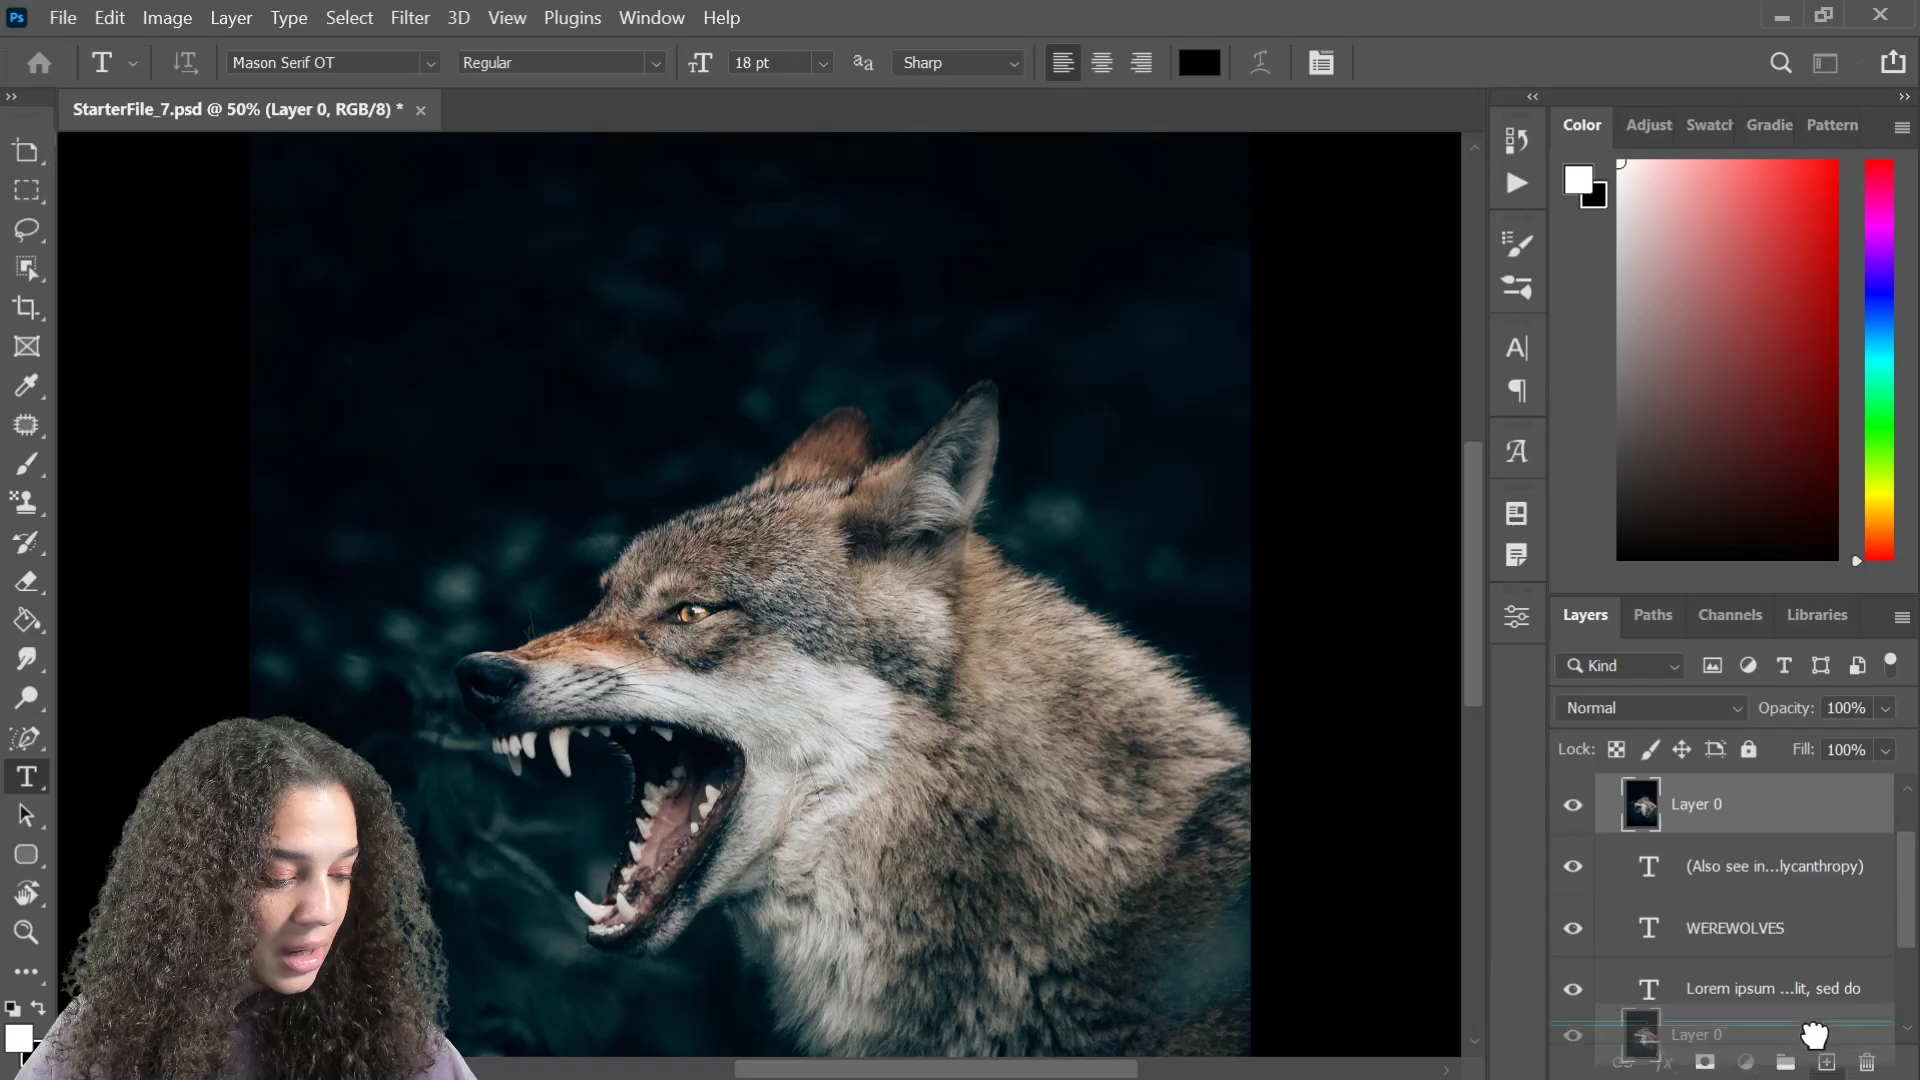 Ps File Edit Image Layer Type Select Filter 3D View Plugins Window Help
Mason Serif OT Regular 18 pt Sharp
StarterFile_7.psd @ 50% (Layer 0, RGB/8) *
Color Adjust Swatch Gradie Pattern
Layers Paths Channels Libraries
Kind
Normal Opacity: 100%
Lock: Fill: 100%
Layer 0
(Also see in...lycanthropy)
WEREWOLVES
Lorem ipsum ...lit, sed do
Layer 0